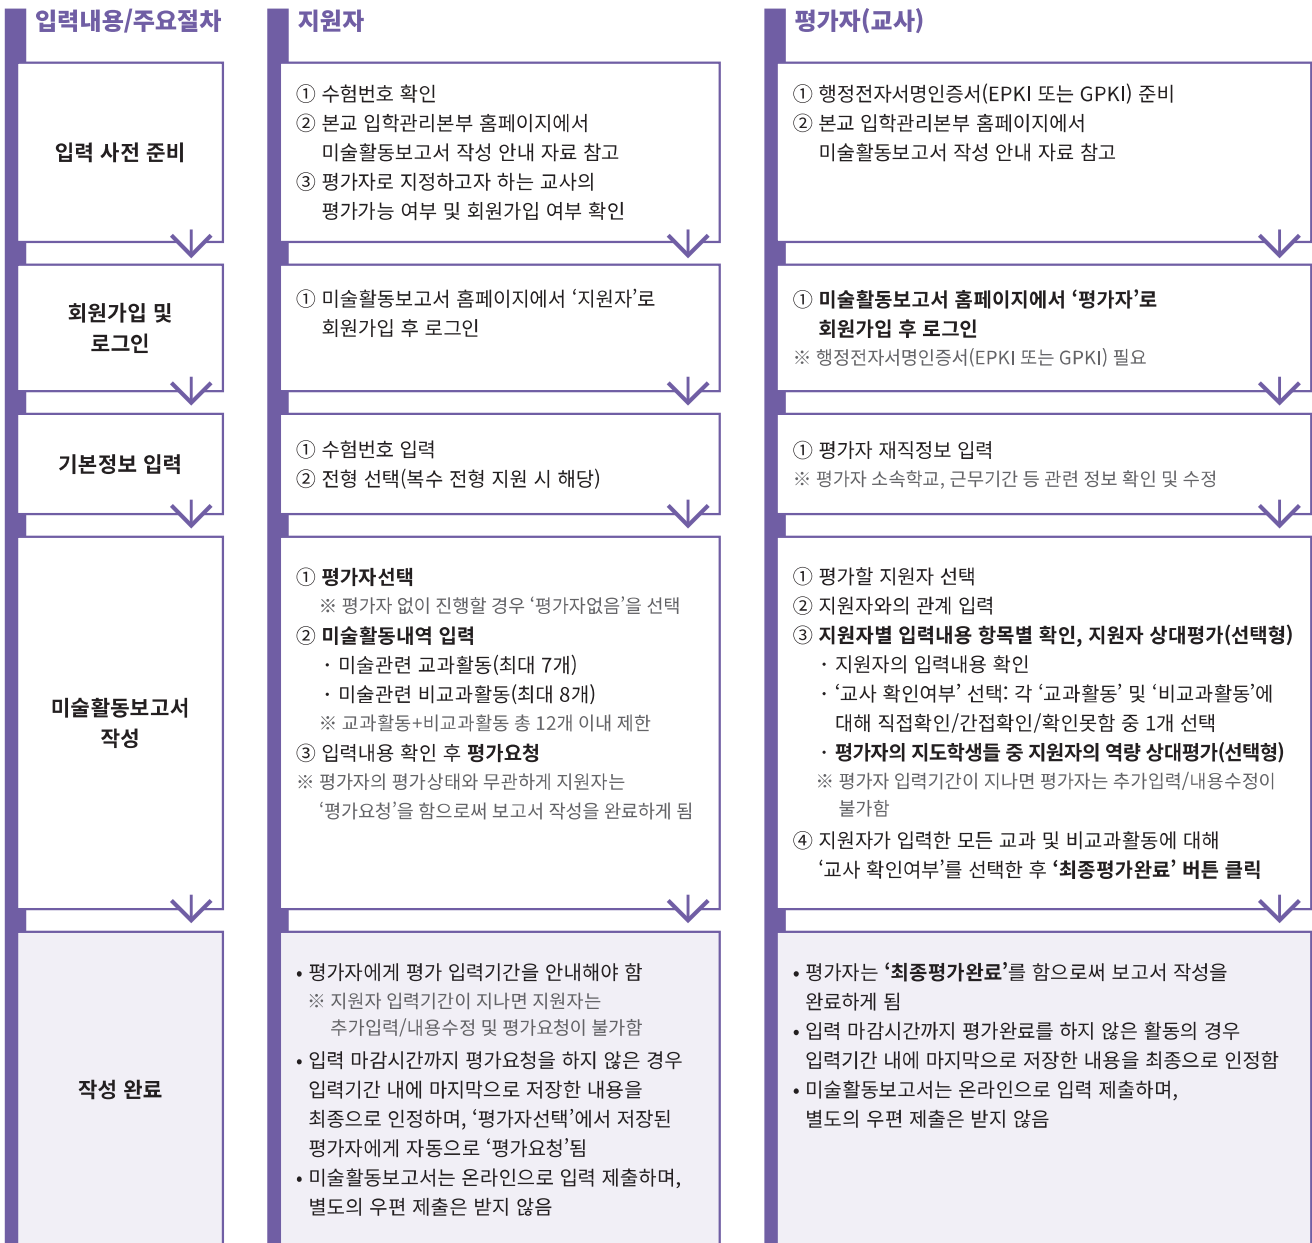 입력내용/주요절차
지원자
평가자(교사)
입력 사전 준비
① 수험번호 확인
② 본교 입학관리본부 홈페이지에서
미술활동보고서 작성 안내 자료 참고
③ 평가자로 지정하고자 하는 교사의
평가가능 여부 및 회원가입 여부 확인
① 행정전자서명인증서(EPKI 또는 GPKI) 준비
② 본교 입학관리본부 홈페이지에서
미술활동보고서 작성 안내 자료 참고
회원가입 및
로그인
① 미술활동보고서 홈페이지에서 ‘지원자’로
회원가입 후 로그인
① 미술활동보고서 홈페이지에서 ‘평가자’로
회원가입 후 로그인
※ 행정전자서명인증서(EPKI 또는 GPKI) 필요
기본정보 입력
① 수험번호 입력
② 전형 선택(복수 전형 지원 시 해당)
① 평가자 재직정보 입력
※ 평가자 소속학교, 근무기간 등 관련 정보 확인 및 수정
미술활동보고서
작성
① 평가자선택
※ 평가자 없이 진행할 경우 ‘평가자없음’을 선택
② 미술활동내역 입력
· 미술관련 교과활동(최대 7개)
· 미술관련 비교과활동(최대 8개)
※ 교과활동+비교과활동 총 12개 이내 제한
③ 입력내용 확인 후 평가요청
※ 평가자의 평가상태와 무관하게 지원자는
‘평가요청’을 함으로써 보고서 작성을 완료하게 됨
① 평가할 지원자 선택
② 지원자와의 관계 입력
③ 지원자별 입력내용 항목별 확인, 지원자 상대평가(선택형)
· 지원자의 입력내용 확인
· ‘교사 확인여부’ 선택: 각 ‘교과활동’ 및 ‘비교과활동’에
대해 직접확인/간접확인/확인못함 중 1개 선택
· 평가자의 지도학생들 중 지원자의 역량 상대평가(선택형)
※ 평가자 입력기간이 지나면 평가자는 추가입력/내용수정이
불가함
④ 지원자가 입력한 모든 교과 및 비교과활동에 대해
‘교사 확인여부’를 선택한 후 ‘최종평가완료’ 버튼 클릭
작성 완료
• 평가자에게 평가 입력기간을 안내해야 함
※ 지원자 입력기간이 지나면 지원자는
추가입력/내용수정 및 평가요청이 불가함
• 입력 마감시간까지 평가요청을 하지 않은 경우
입력기간 내에 마지막으로 저장한 내용을
최종으로 인정하며, ‘평가자선택’에서 저장된
평가자에게 자동으로 ‘평가요청’됨
• 미술활동보고서는 온라인으로 입력 제출하며,
별도의 우편 제출은 받지 않음
• 평가자는 ‘최종평가완료’를 함으로써 보고서 작성을
완료하게 됨
• 입력 마감시간까지 평가완료를 하지 않은 활동의 경우
입력기간 내에 마지막으로 저장한 내용을 최종으로 인정함
• 미술활동보고서는 온라인으로 입력 제출하며,
별도의 우편 제출은 받지 않음